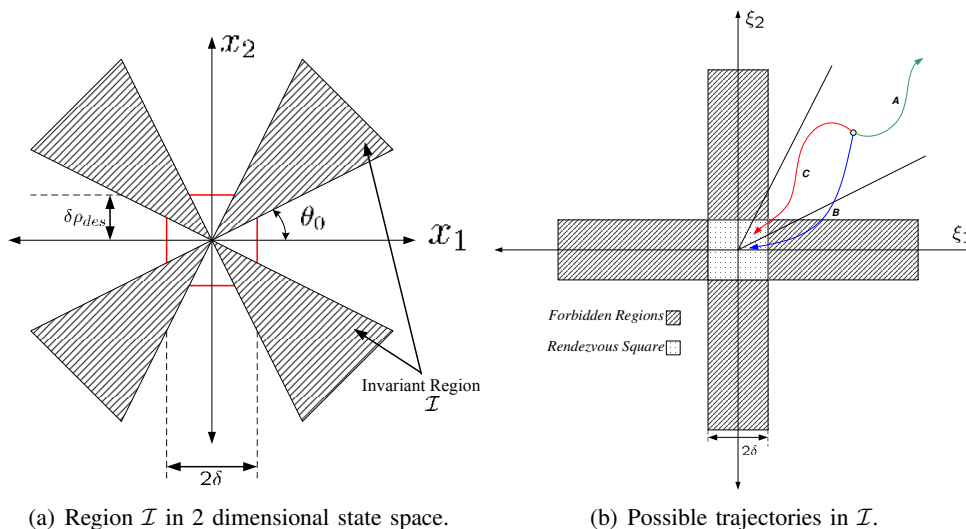 x₂
δρ_des
θ₀
x₁
Invariant Region
ℐ
2δ
(a) Region ℐ in 2 dimensional state space.
ξ₂
A
C
B
ξ₁
Forbidden Regions
Rendezvous Square
2δ
(b) Possible trajectories in ℐ.